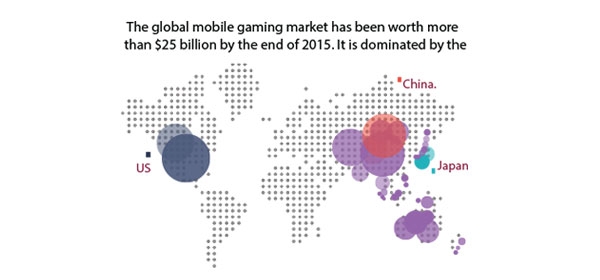 The global mobile gaming market has been worth more
than $25 billion by the end of 2015. It is dominated by the
China.
US
Japan